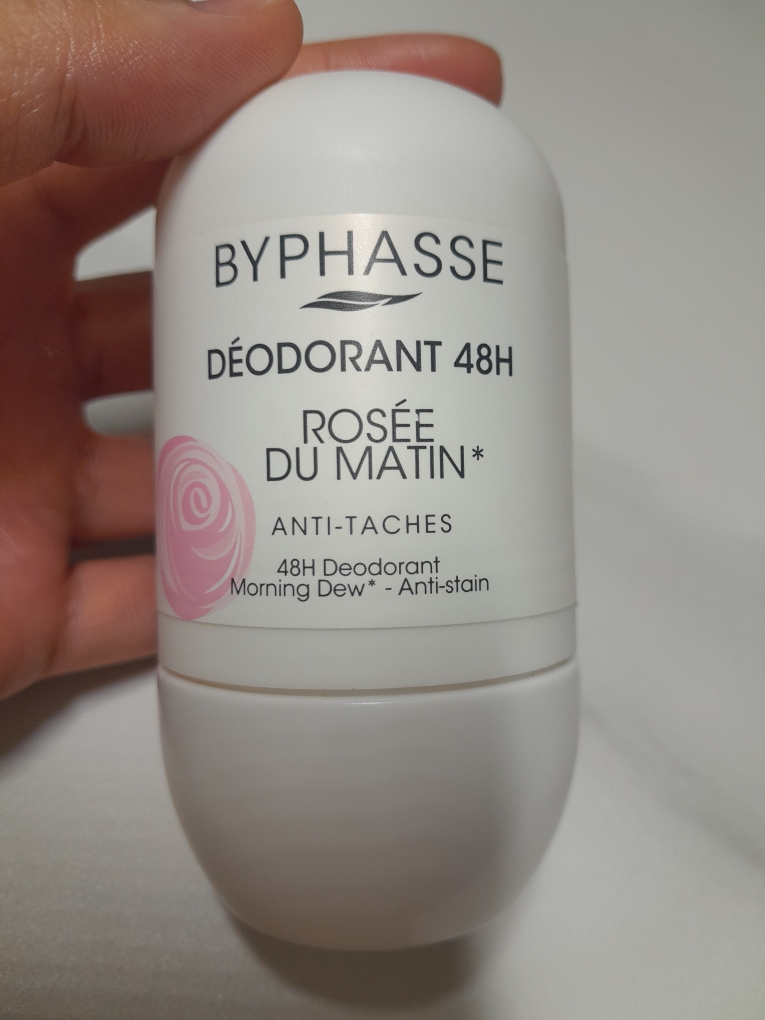 BYPHASSE
DÉODORANT 48H
ROSÉE
DU MATIN*
ANTI-TACHES
48H Deodorant
Morning Dew* - Anti-stain